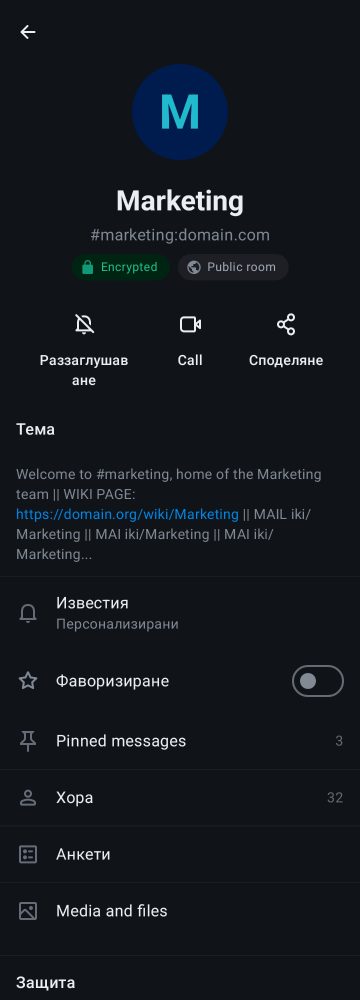 M
Marketing
#marketing:domain.com
Encrypted
Public room
Раззаглушав
ане
Call
Споделяне
Тема
Welcome to #marketing, home of the Marketing
team || WIKI PAGE:
https://domain.org/wiki/Marketing || MAIL iki/
Marketing || MAI iki/Marketing || MAI iki/
Marketing...
Известия
Персонализирани
Фаворизиране
Pinned messages
3
Хора
32
Анкети
Media and files
Защита